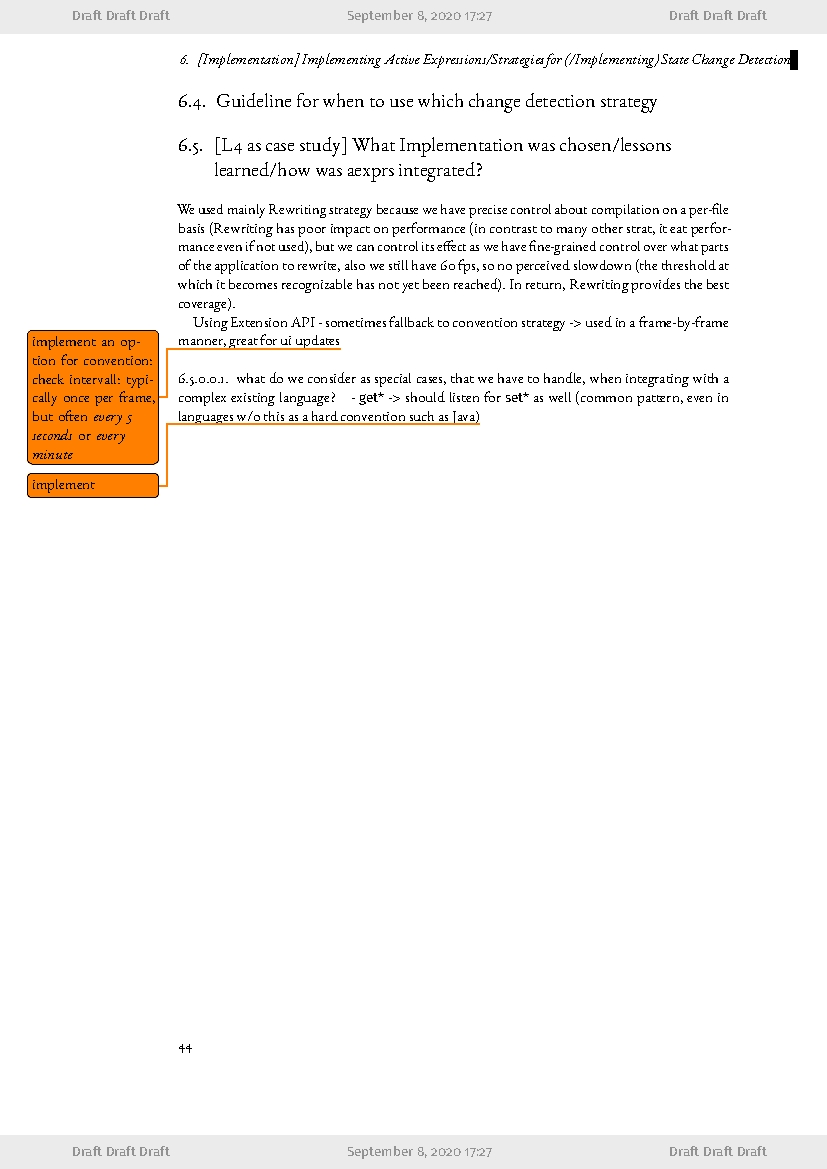 Draft Draft Draft September 8, 2020 17:27 Draft Draft Draft
6. [Implementation] Implementing Active Expressions/Strategies for (/Implementing) State Change Detection
6.4. Guideline for when to use which change detection strategy
6.5. [L4 as case study] What Implementation was chosen/lessons
learned/how was aexprs integrated?
We used mainly Rewriting strategy because we have precise control about compilation on a per-file
basis (Rewriting has poor impact on performance (in contrast to many other strat, it eat perfor-
mance even if not used), but we can control its effect as we have fine-grained control over what parts
of the application to rewrite, also we still have 60 fps, so no perceived slowdown (the threshold at
which it becomes recognizable has not yet been reached). In return, Rewriting provides the best
coverage).
Using Extension API - sometimes fallback to convention strategy -> used in a frame-by-frame
manner, great for ui updates
implement an op-
tion for convention:
check intervall: typi-
cally once per frame,
but often every 5
seconds or every
minute
6.5.0.0.1. what do we consider as special cases, that we have to handle, when integrating with a
complex existing language? - get* -> should listen for set* as well (common pattern, even in
languages w/o this as a hard convention such as Java)
implement
44
Draft Draft Draft September 8, 2020 17:27 Draft Draft Draft